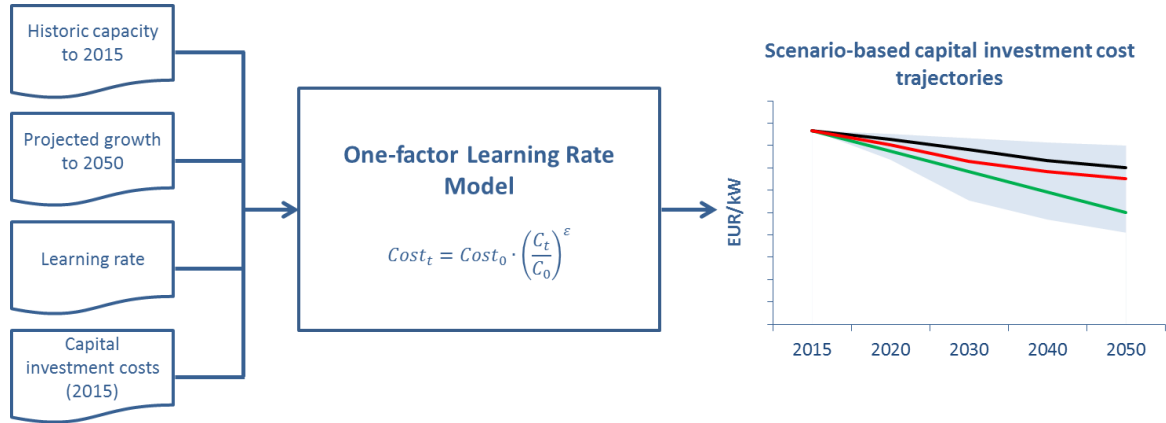 Historic capacity
to 2015
Projected growth
to 2050
Learning rate
Capital
investment costs
(2015)
One-factor Learning Rate
Model
Cost_t = Cost_0 · (C_t / C_0)^ε
Scenario-based capital investment cost
trajectories
EUR/kW
2015 2020 2030 2040 2050